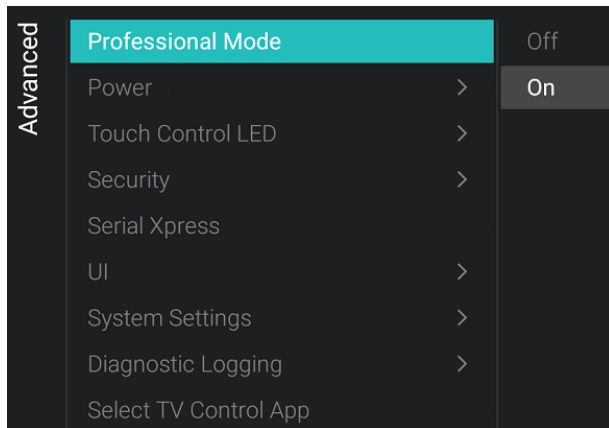 Advanced
Professional Mode
Off
Power
On
Touch Control LED
Security
Serial Xpress
UI
System Settings
Diagnostic Logging
Select TV Control App